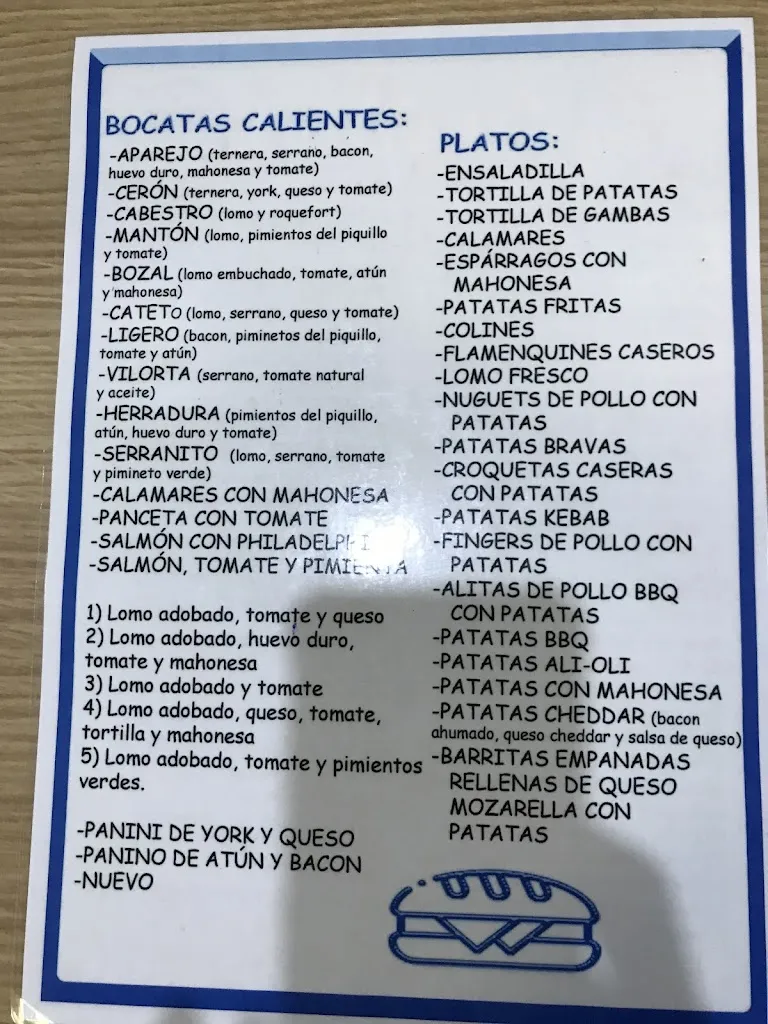 BOCATAS CALIENTES:
-APAREJO (ternera, serrano, bacon,
huevo duro, mahonesa y tomate)
-CERÓN (ternera, york, queso y tomate)
-CABESTRO (lomo y roquefort)
-MANTÓN (lomo, pimientos del piquillo
y tomate)
-BOZAL (lomo embuchado, tomate, atún
y mahonesa)
-CATETO (lomo, serrano, queso y tomate)
-LIGERO (bacon, piminetos del piquillo,
tomate y atún)
-VILORTA (serrano, tomate natural
y aceite)
-HERRADURA (pimientos del piquillo,
atún, huevo duro y tomate)
-SERRANITO (lomo, serrano, tomate
y pimineto verde)
-CALAMARES CON MAHONESA
-PANCETA CON TOMATE
-SALMÓN CON PHILADELPHI
-SALMÓN, TOMATE Y PIMIENTA
1) Lomo adobado, tomate y queso
2) Lomo adobado, huevo duro,
tomate y mahonesa
3) Lomo adobado y tomate
4) Lomo adobado, queso, tomate,
tortilla y mahonesa
5) Lomo adobado, tomate y pimientos
verdes.
-PANINI DE YORK Y QUESO
-PANINO DE ATÚN Y BACON
-NUEVO
PLATOS:
-ENSALADILLA
-TORTILLA DE PATATAS
-TORTILLA DE GAMBAS
-CALAMARES
-ESPÁRRAGOS CON
MAHONESA
-PATATAS FRITAS
-COLINES
-FLAMENQUINES CASEROS
-LOMO FRESCO
-NUGUETS DE POLLO CON
PATATAS
-PATATAS BRAVAS
-CROQUETAS CASERAS
CON PATATAS
-PATATAS KEBAB
-FINGERS DE POLLO CON
PATATAS
-ALITAS DE POLLO BBQ
CON PATATAS
-PATATAS BBQ
-PATATAS ALI-OLI
-PATATAS CON MAHONESA
-PATATAS CHEDDAR (bacon
ahumado, queso cheddar y salsa de queso)
-BARRITAS EMPANADAS
RELLENAS DE QUESO
MOZARELLA CON
PATATAS